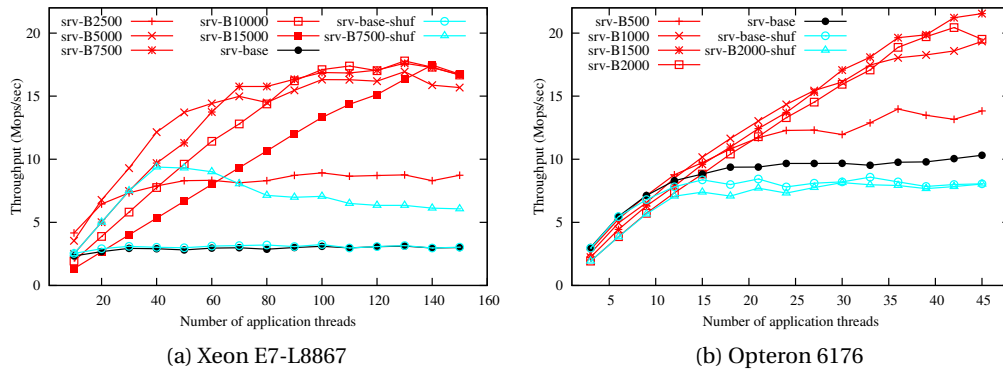 srv-B2500
srv-B5000
srv-B7500
srv-B10000
srv-B15000
srv-base
srv-base-shuf
srv-B7500-shuf
Throughput (Mops/sec)
20
15
10
5
0
20 40 60 80 100 120 140 160
Number of application threads
(a) Xeon E7-L8867
srv-B500
srv-B1000
srv-B1500
srv-B2000
srv-base
srv-base-shuf
srv-B2000-shuf
Throughput (Mops/sec)
20
15
10
5
0
5 10 15 20 25 30 35 40 45
Number of application threads
(b) Opteron 6176